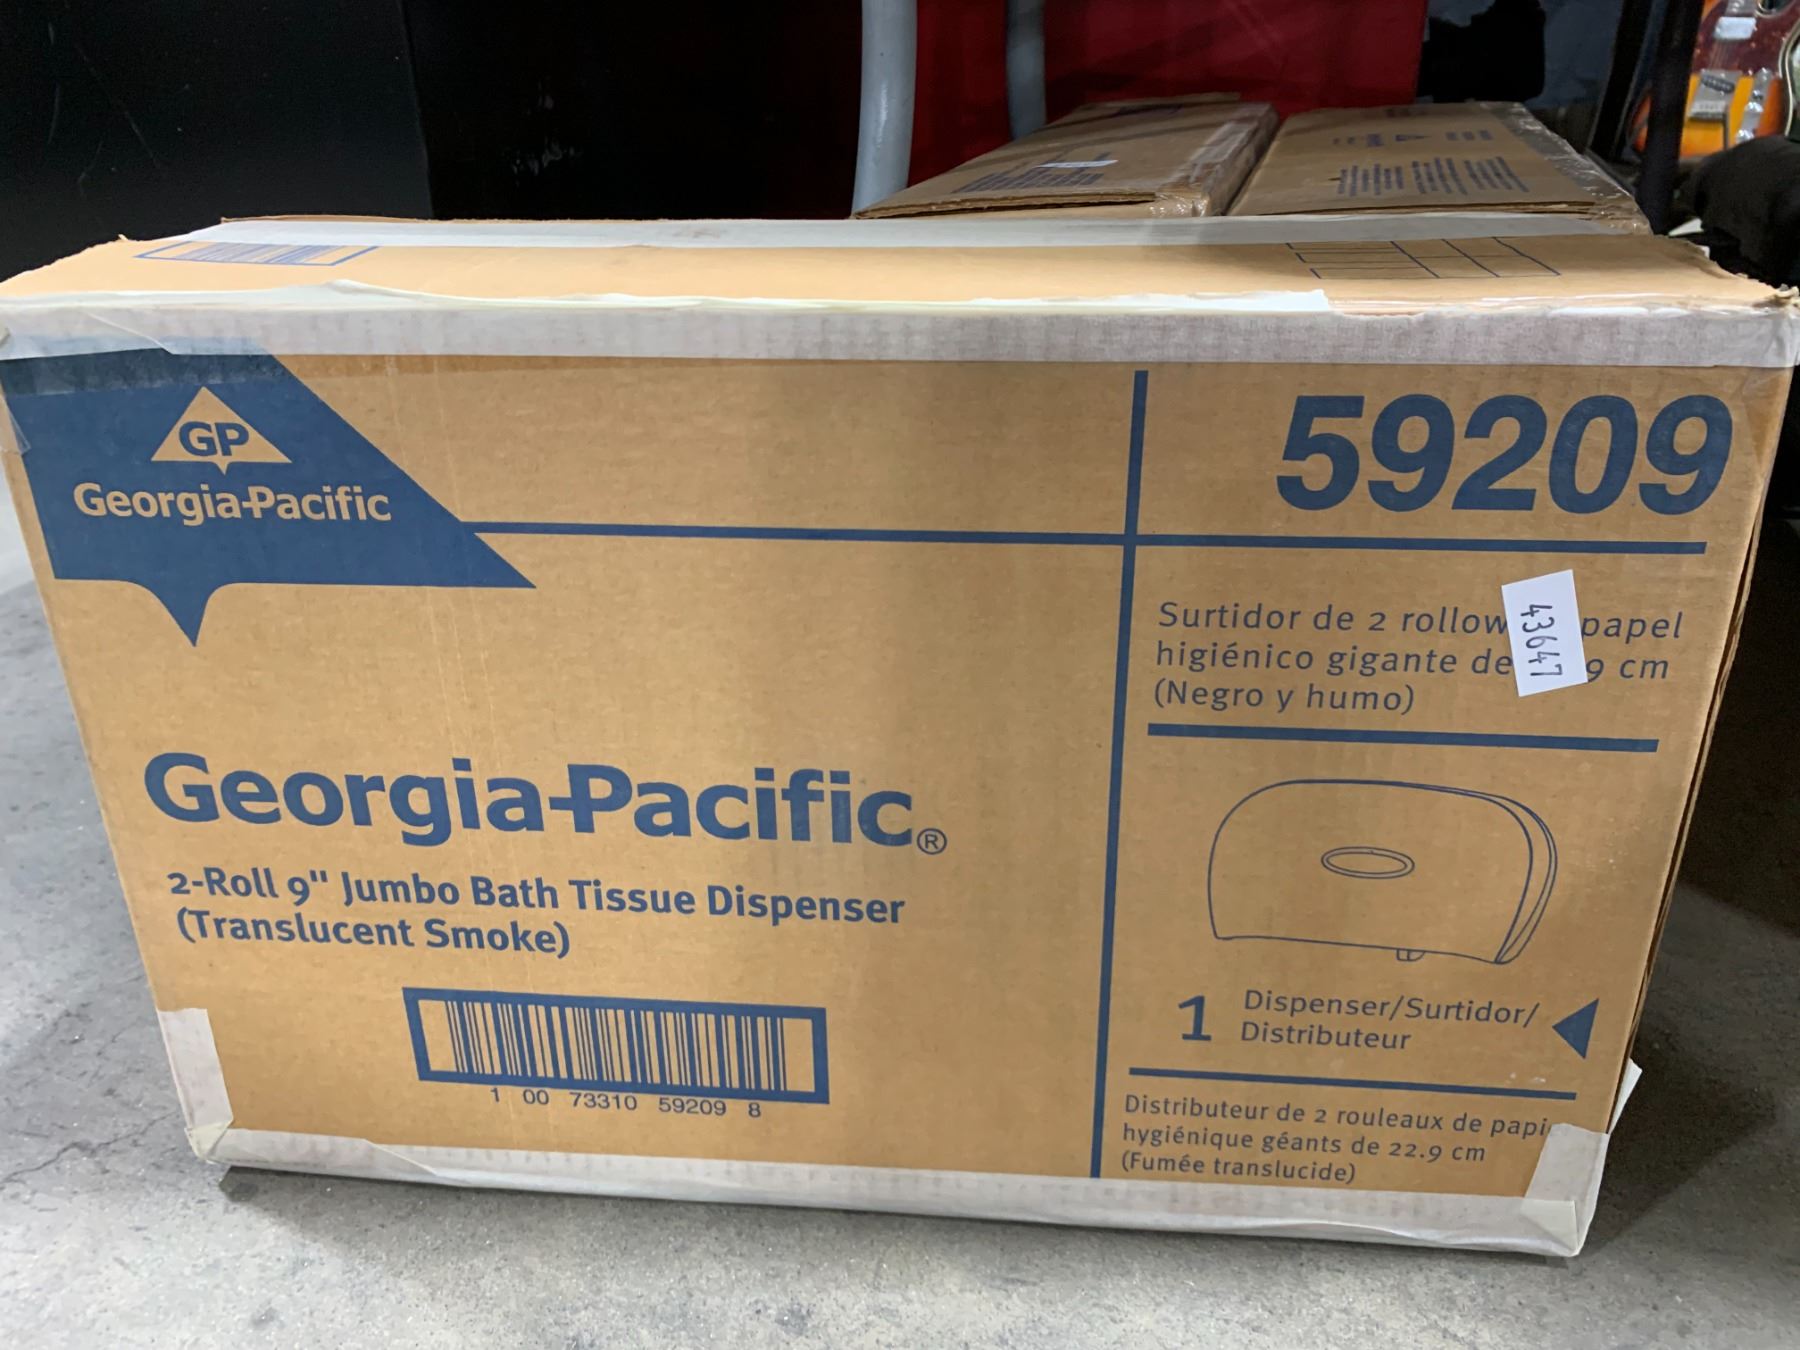 GP
Georgia-Pacific
59209
Surtidor de 2 rollow papel
higiénico gigante de 9 cm
(Negro y humo)
43647
Georgia-Pacific®
2-Roll 9" Jumbo Bath Tissue Dispenser
(Translucent Smoke)
1 00 73310 59209 8
1 Dispenser/Surtidor/
Distributeur
Distributeur de 2 rouleaux de
hygiénique géants de 22.9 cm
(Fumée translucide)